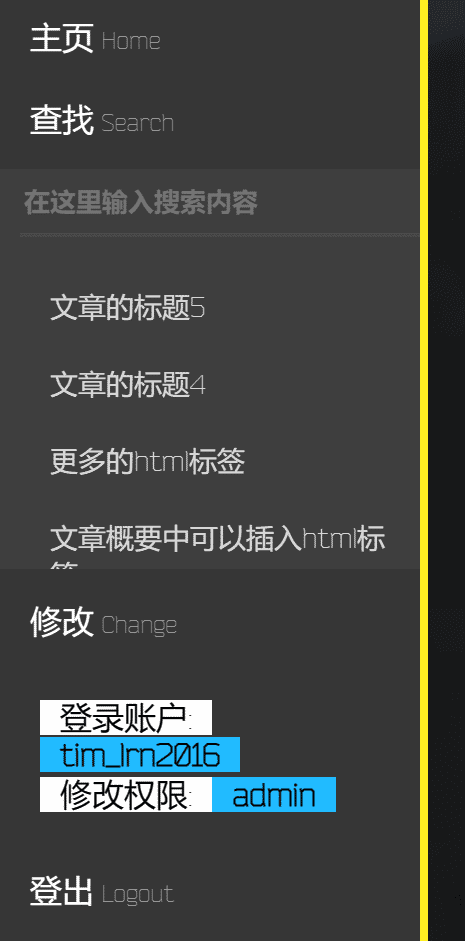 主页 Home
查找 Search
在这里输入搜索内容
文章的标题5
文章的标题4
更多的html标签
文章概要中可以插入html标
签
修改 Change
登录账户:
tim_lrn2016
修改权限: admin
登出 Logout